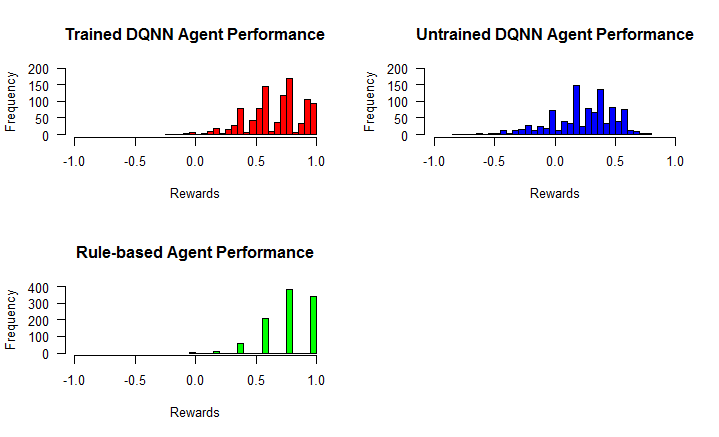 Trained DQNN Agent Performance
Frequency
200
150
100
50
0
-1.0 -0.5 0.0 0.5 1.0
Rewards
Untrained DQNN Agent Performance
Frequency
200
150
100
50
0
-1.0 -0.5 0.0 0.5 1.0
Rewards
Rule-based Agent Performance
Frequency
400
300
200
100
0
-1.0 -0.5 0.0 0.5 1.0
Rewards